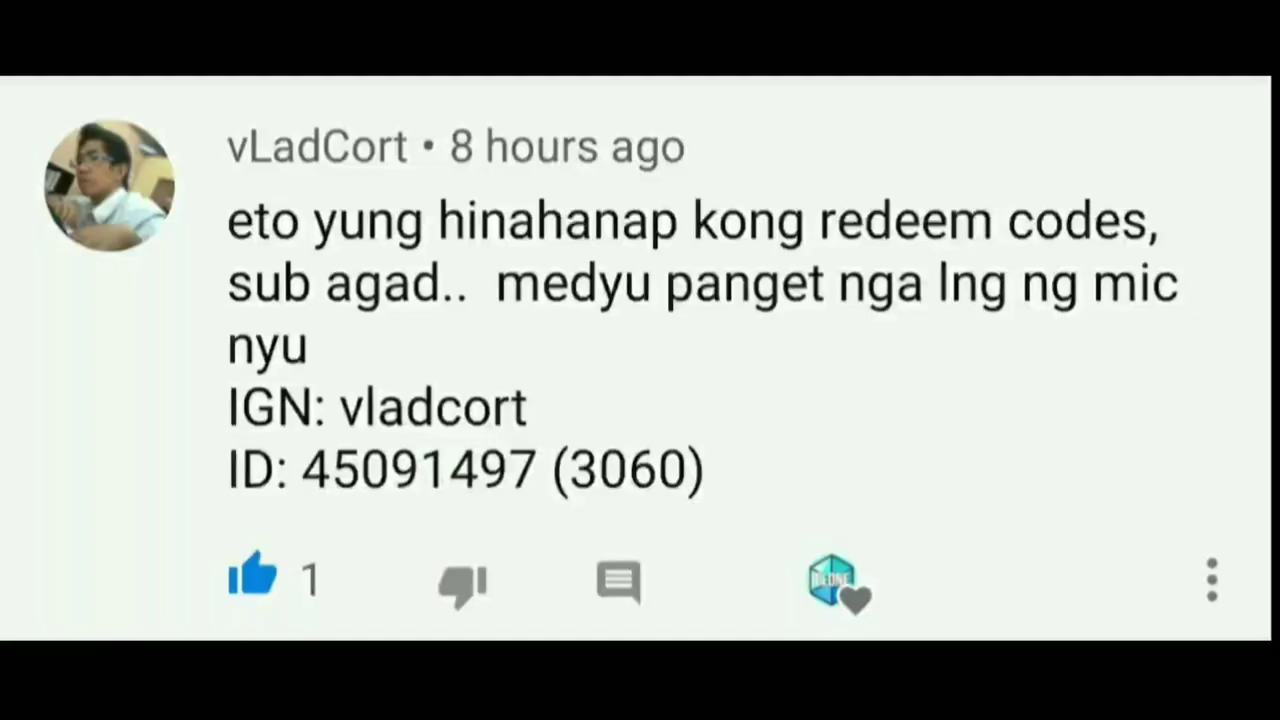 vLadCort • 8 hours ago
eto yung hinahanap kong redeem codes,
sub agad.. medyu panget nga lng ng mic
nyu
IGN: vladcort
ID: 45091497 (3060)
1